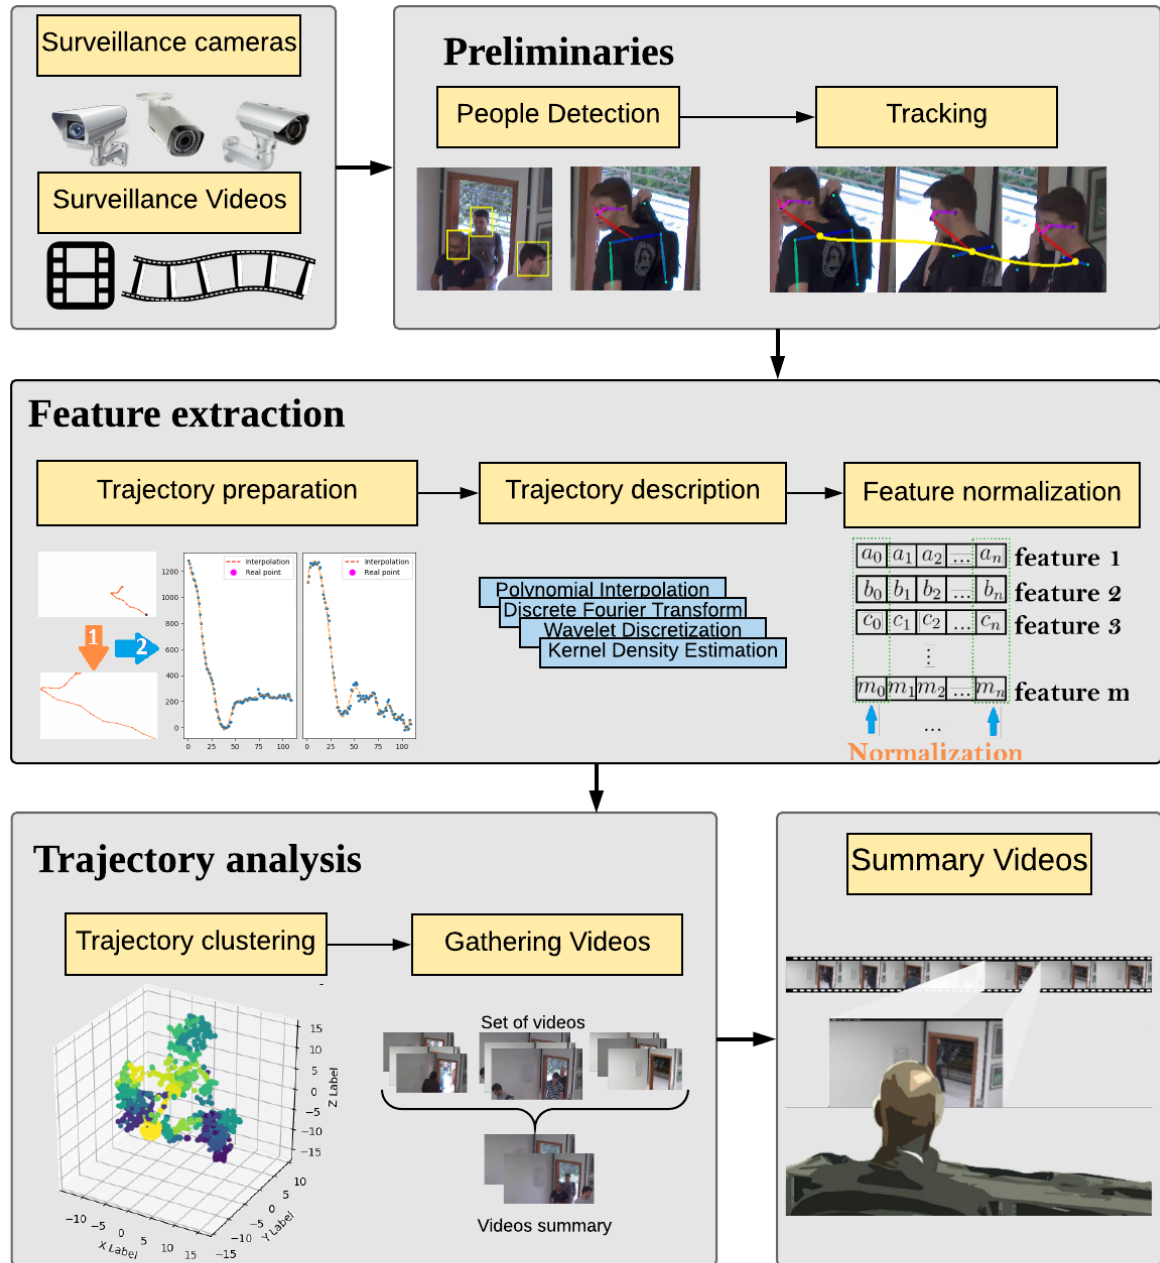 Surveillance cameras
Surveillance Videos
Preliminaries
People Detection
Tracking
Feature extraction
Trajectory preparation
Trajectory description
Feature normalization
1
2
Interpolation
Real point
1200
1000
800
600
400
200
0
0 25 50 75 100
Interpolation
Real point
0 25 50 75 100
Polynomial Interpolation
Discrete Fourier Transform
Wavelet Discretization
Kernel Density Estimation
a0 a1 a2 ... an feature 1
b0 b1 b2 ... bn feature 2
c0 c1 c2 ... cn feature 3
⋮
m0 m1 m2 ... mn feature m
...
Normalization
Trajectory analysis
Trajectory clustering
Gathering Videos
15
10
5
0
−5
−10
−15
Z Label
−10 −5 0 5 10 15
X Label
−15 −10 −5 0 5 10
Y Label
Set of videos
Videos summary
Summary Videos